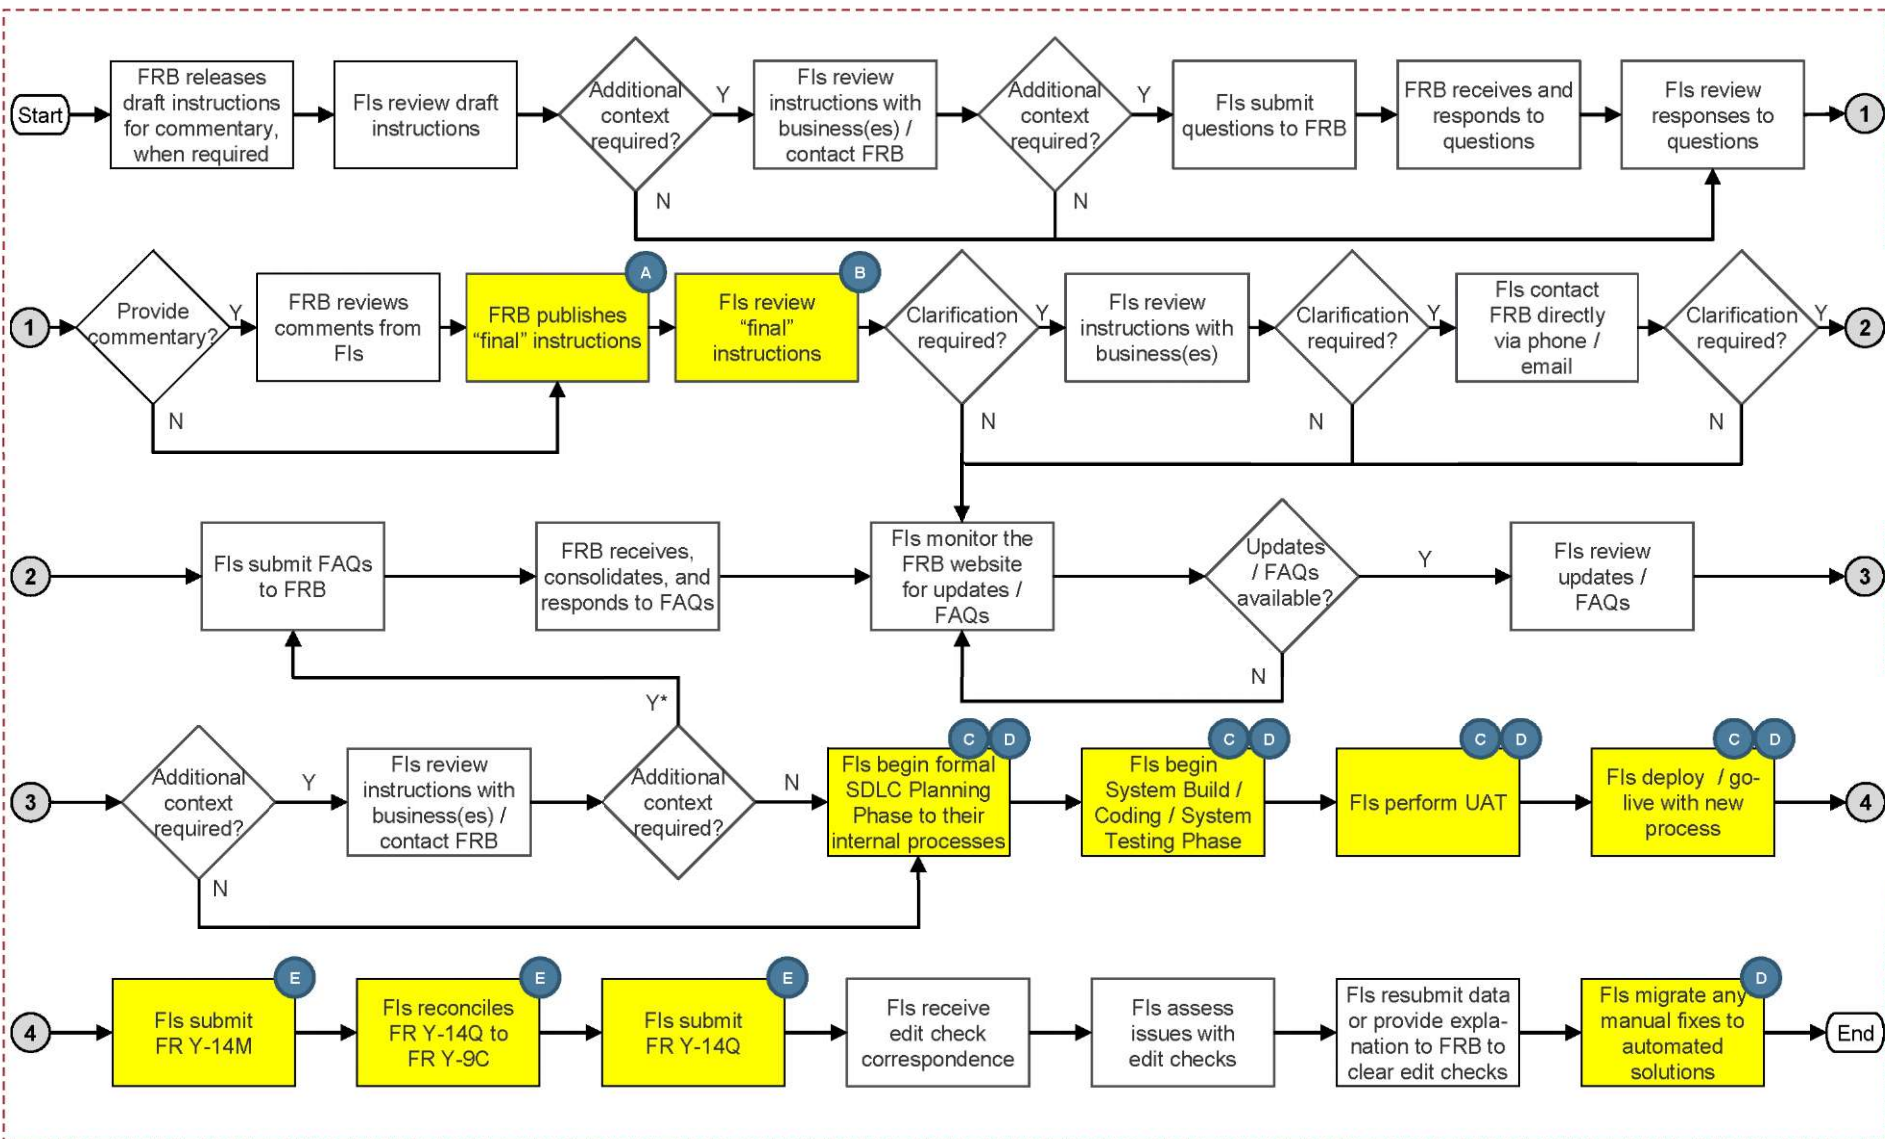 Start
FRB releases
draft instructions
for commentary,
when required
FIs review draft
instructions
Additional
context
required?
Y
N
FIs review
instructions with
business(es) /
contact FRB
Additional
context
required?
Y
N
FIs submit
questions to FRB
FRB receives and
responds to
questions
FIs review
responses to
questions
1
1
Provide
commentary?
Y
N
FRB reviews
comments from
FIs
A
FRB publishes
“final” instructions
B
FIs review
“final”
instructions
Clarification
required?
Y
N
FIs review
instructions with
business(es)
Clarification
required?
Y
N
FIs contact
FRB directly
via phone /
email
Clarification
required?
Y
N
2
2
FIs submit FAQs
to FRB
FRB receives,
consolidates, and
responds to FAQs
FIs monitor the
FRB website
for updates /
FAQs
Updates
/ FAQs
available?
Y
N
FIs review
updates /
FAQs
3
3
Additional
context
required?
Y
N
FIs review
instructions with
business(es) /
contact FRB
Additional
context
required?
Y*
N
C D
FIs begin formal
SDLC Planning
Phase to their
internal processes
C D
FIs begin
System Build /
Coding / System
Testing Phase
C D
FIs perform UAT
C D
FIs deploy / go-
live with new
process
4
4
E
FIs submit
FR Y-14M
E
FIs reconciles
FR Y-14Q to
FR Y-9C
E
FIs submit
FR Y-14Q
FIs receive
edit check
correspondence
FIs assess
issues with
edit checks
FIs resubmit data
or provide expla-
nation to FRB to
clear edit checks
D
FIs migrate any
manual fixes to
automated
solutions
End